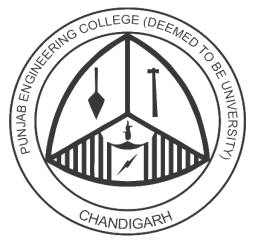 PUNJAB ENGINEERING COLLEGE (DEEMED TO BE UNIVERSITY)
CHANDIGARH